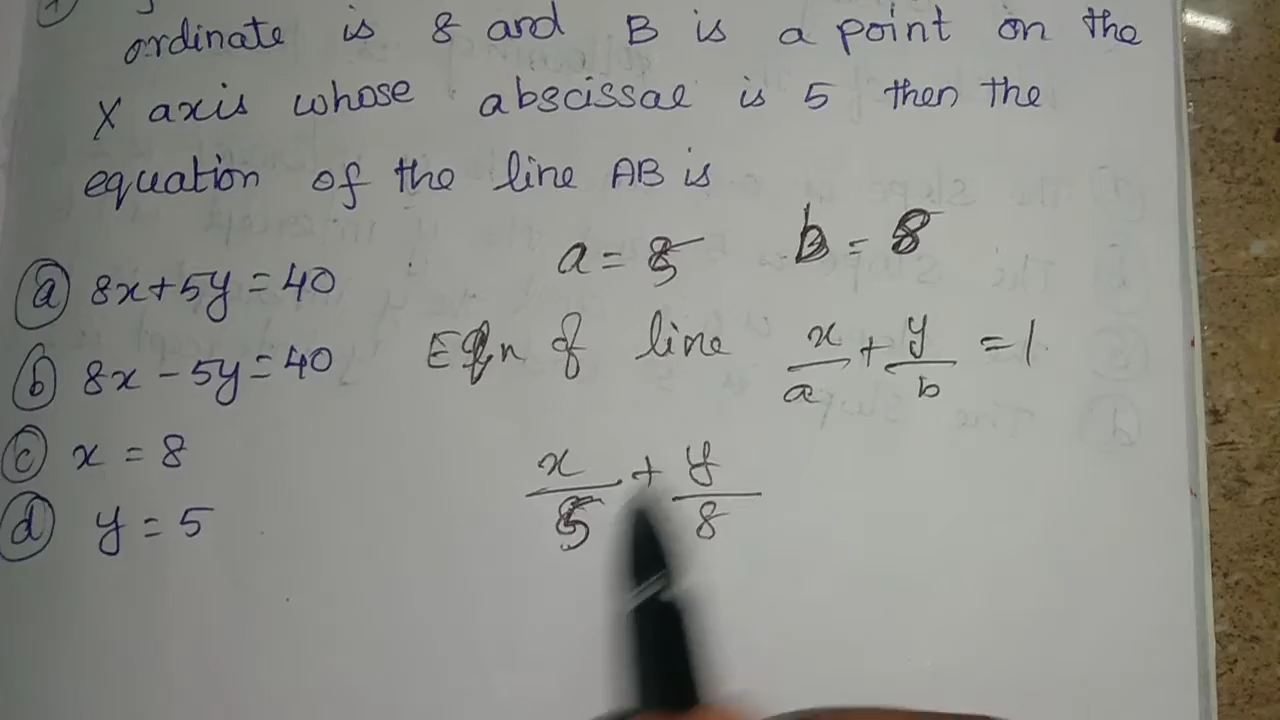 ordinate is 8 and B is a point on the
X axis whose abscissae is 5 then the
equation of the line AB is
a = 5 b = 8
(a) 8x+5y=40
Eqn of line x/a + y/b = 1.
(b) 8x-5y=40
(c) x = 8
x/5 + y/8
(d) y = 5